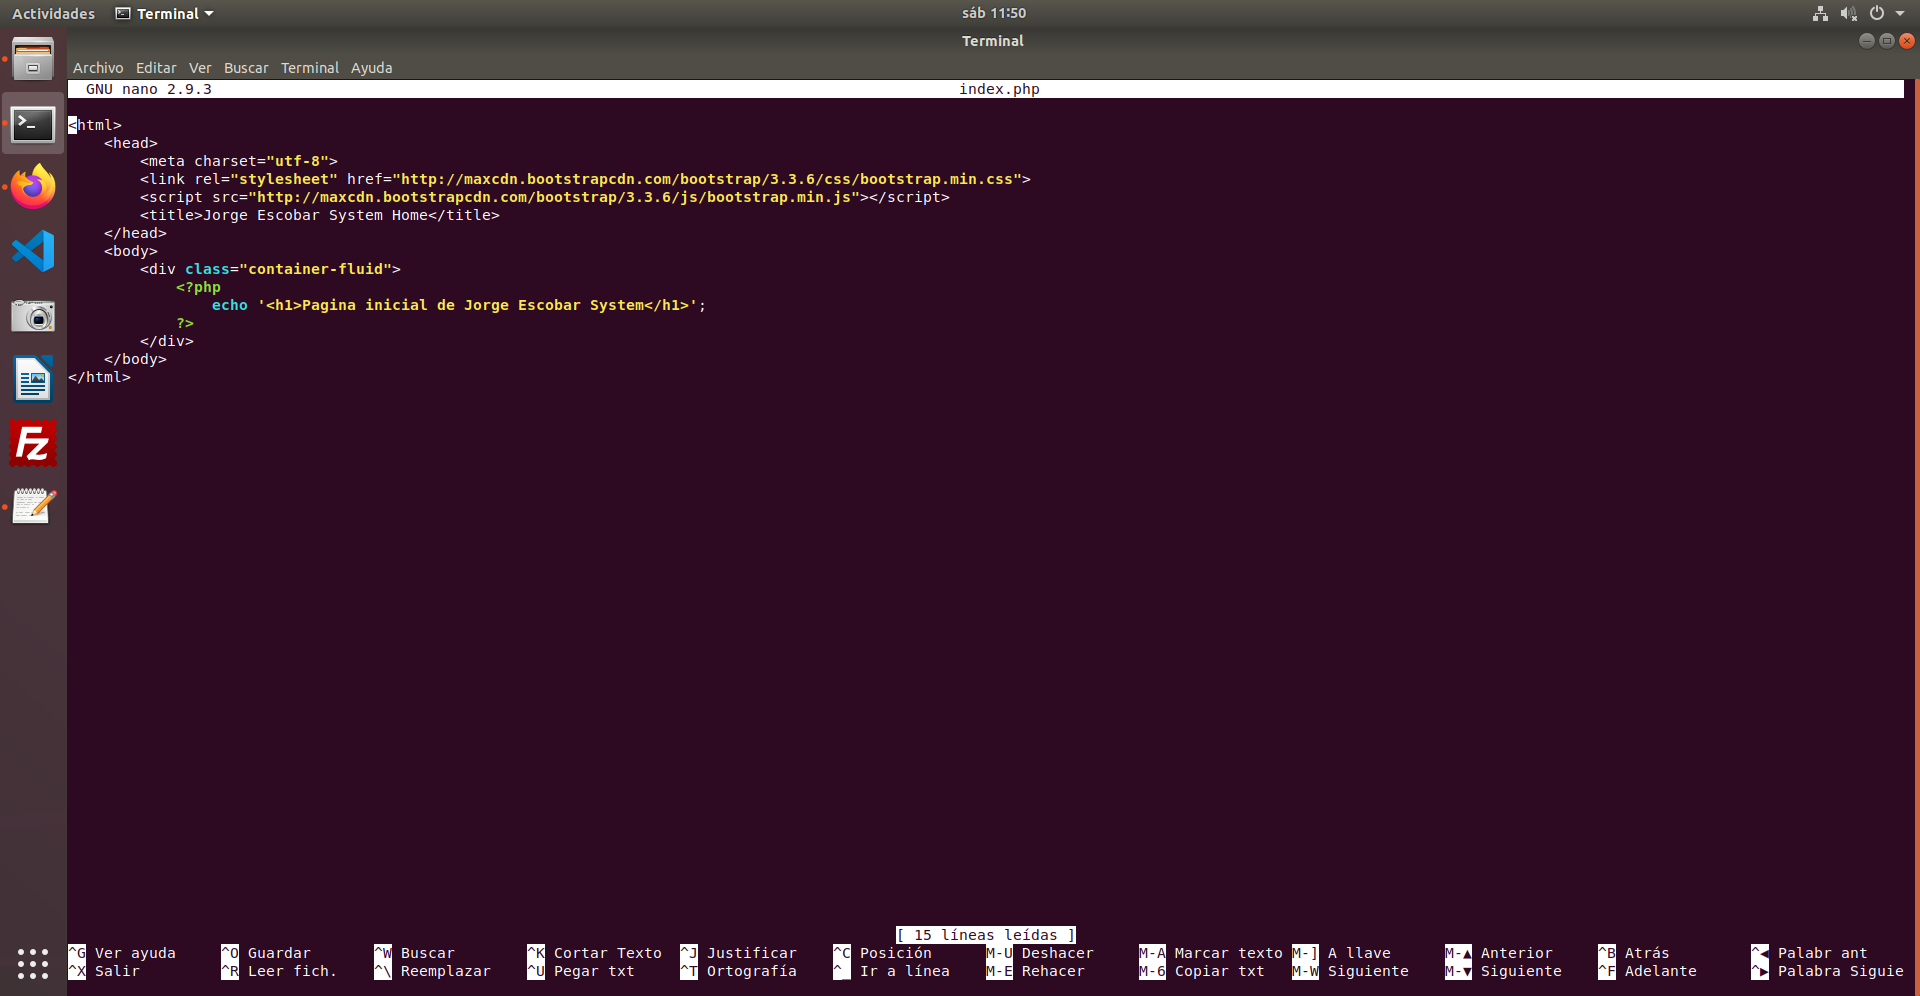 Actividades Terminal sáb 11:50
Terminal
Archivo Editar Ver Buscar Terminal Ayuda
GNU nano 2.9.3 index.php
<html>
    <head>
        <meta charset="utf-8">
        <link rel="stylesheet" href="http://maxcdn.bootstrapcdn.com/bootstrap/3.3.6/css/bootstrap.min.css">
        <script src="http://maxcdn.bootstrapcdn.com/bootstrap/3.3.6/js/bootstrap.min.js"></script>
        <title>Jorge Escobar System Home</title>
    </head>
    <body>
        <div class="container-fluid">
            <?php
                echo '<h1>Pagina inicial de Jorge Escobar System</h1>';
            ?>
        </div>
    </body>
</html>
Fz
[ 15 líneas leídas ]
^G Ver ayuda ^O Guardar ^W Buscar ^K Cortar Texto ^J Justificar ^C Posición M-U Deshacer M-A Marcar texto M-] A llave M-▲ Anterior ^B Atrás ^◀ Palabr ant
^X Salir ^R Leer fich. ^\ Reemplazar ^U Pegar txt ^T Ortografía ^_ Ir a línea M-E Rehacer M-6 Copiar txt M-W Siguiente M-▼ Siguiente ^F Adelante ^▶ Palabra Siguie